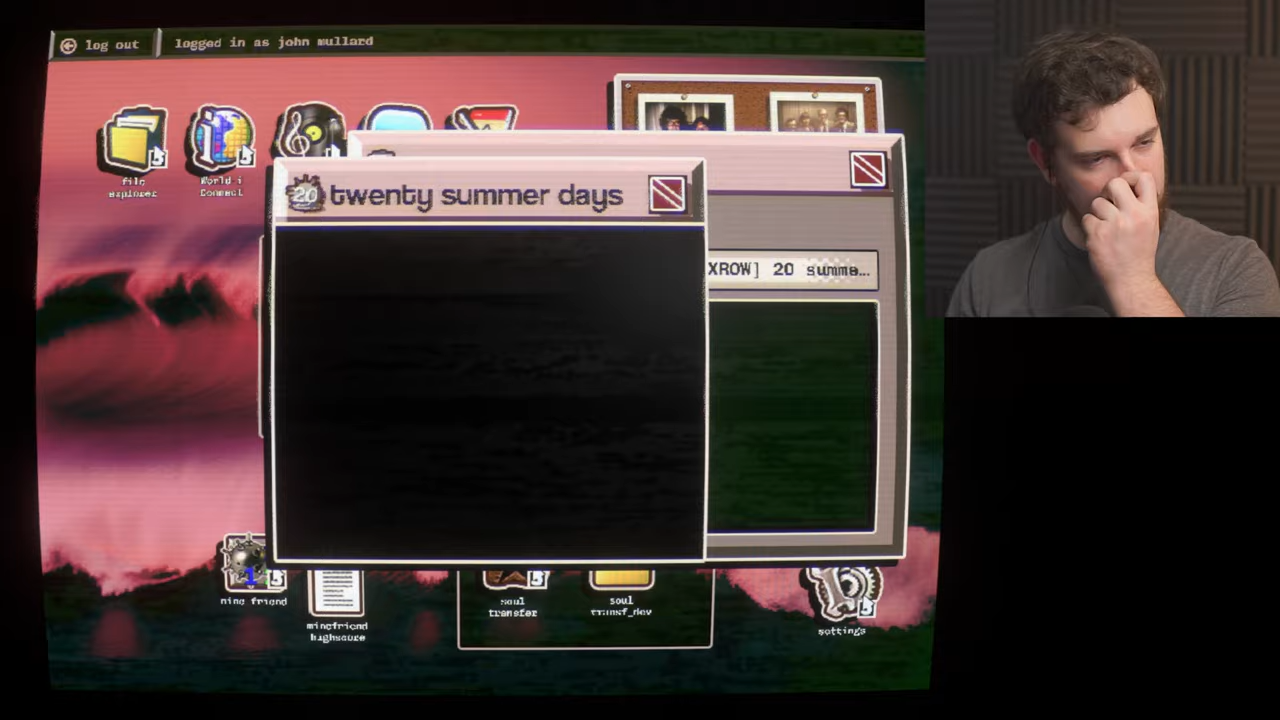 log out
logged in as john mullard
file
explorer
World i
Connect
20 twenty summer days
XROW] 20 summe…
mine friend
minefriend
highscore
soul
transfer
soul
transf_dev
settings